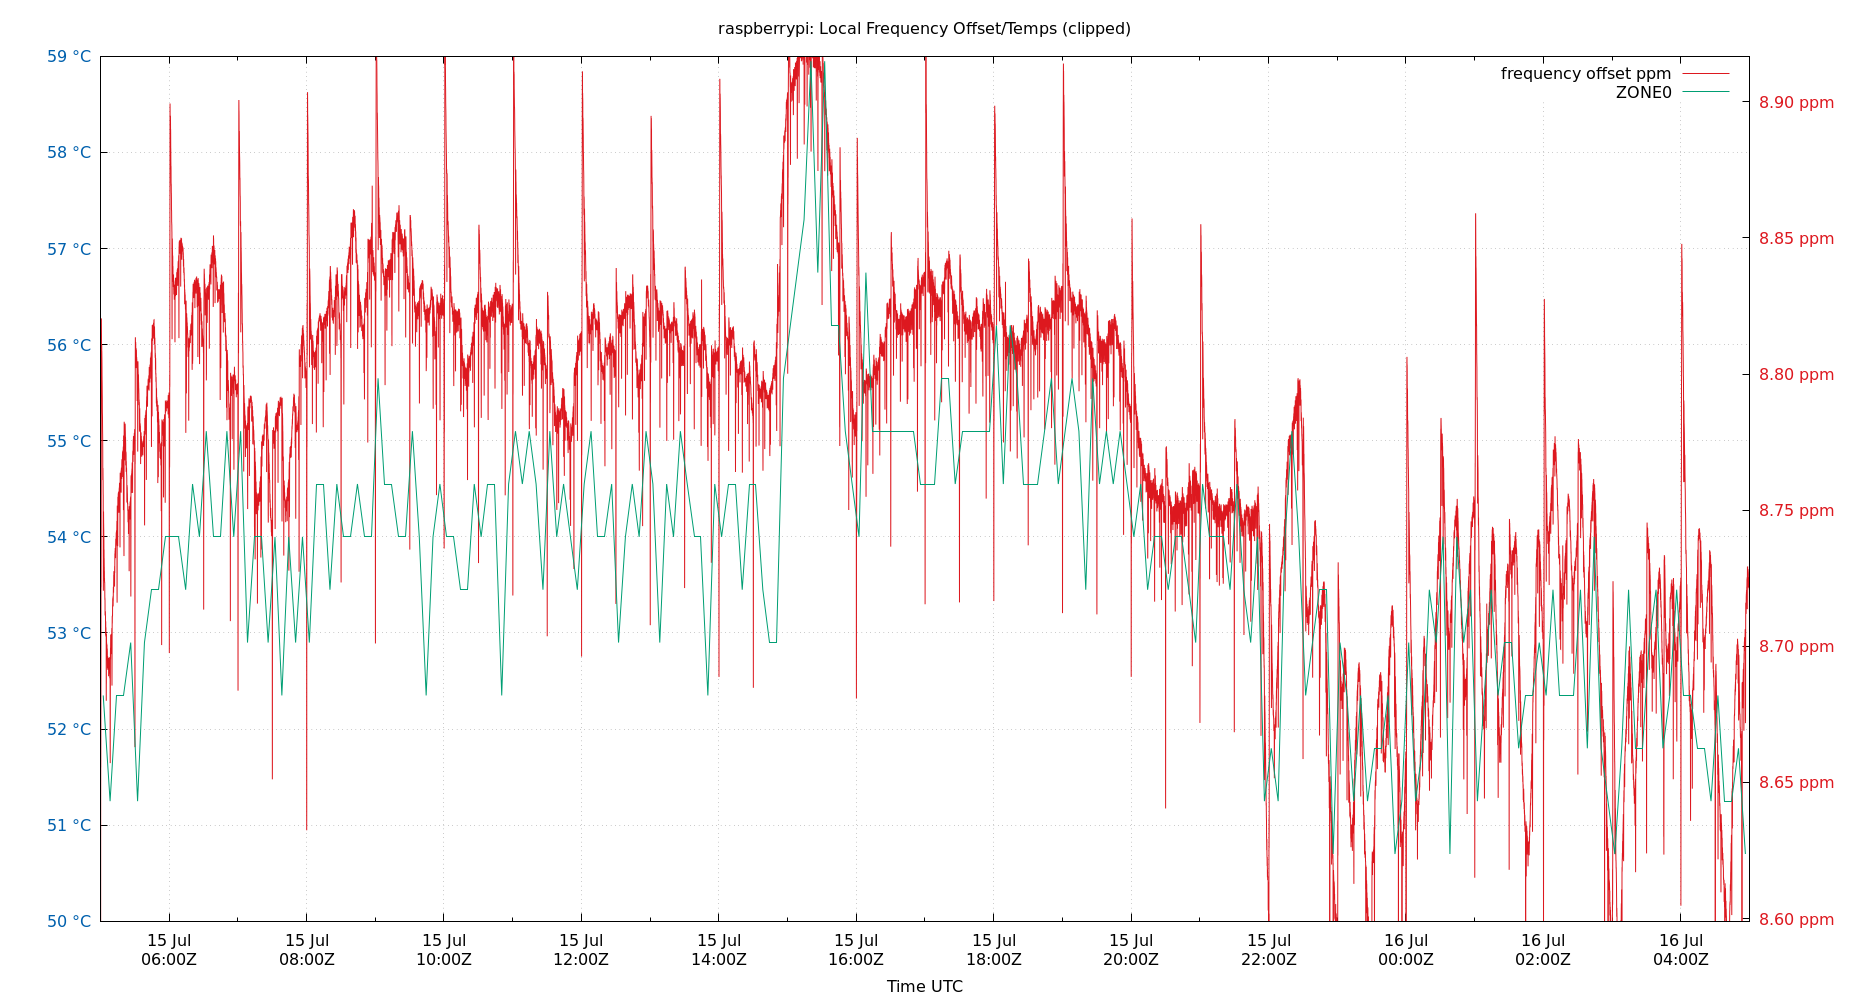 raspberrypi: Local Frequency Offset/Temps (clipped)
frequency offset ppm
ZONE0
59 °C
58 °C
57 °C
56 °C
55 °C
54 °C
53 °C
52 °C
51 °C
50 °C
8.90 ppm
8.85 ppm
8.80 ppm
8.75 ppm
8.70 ppm
8.65 ppm
8.60 ppm
15 Jul
06:00Z
15 Jul
08:00Z
15 Jul
10:00Z
15 Jul
12:00Z
15 Jul
14:00Z
15 Jul
16:00Z
15 Jul
18:00Z
15 Jul
20:00Z
15 Jul
22:00Z
16 Jul
00:00Z
16 Jul
02:00Z
16 Jul
04:00Z
Time UTC